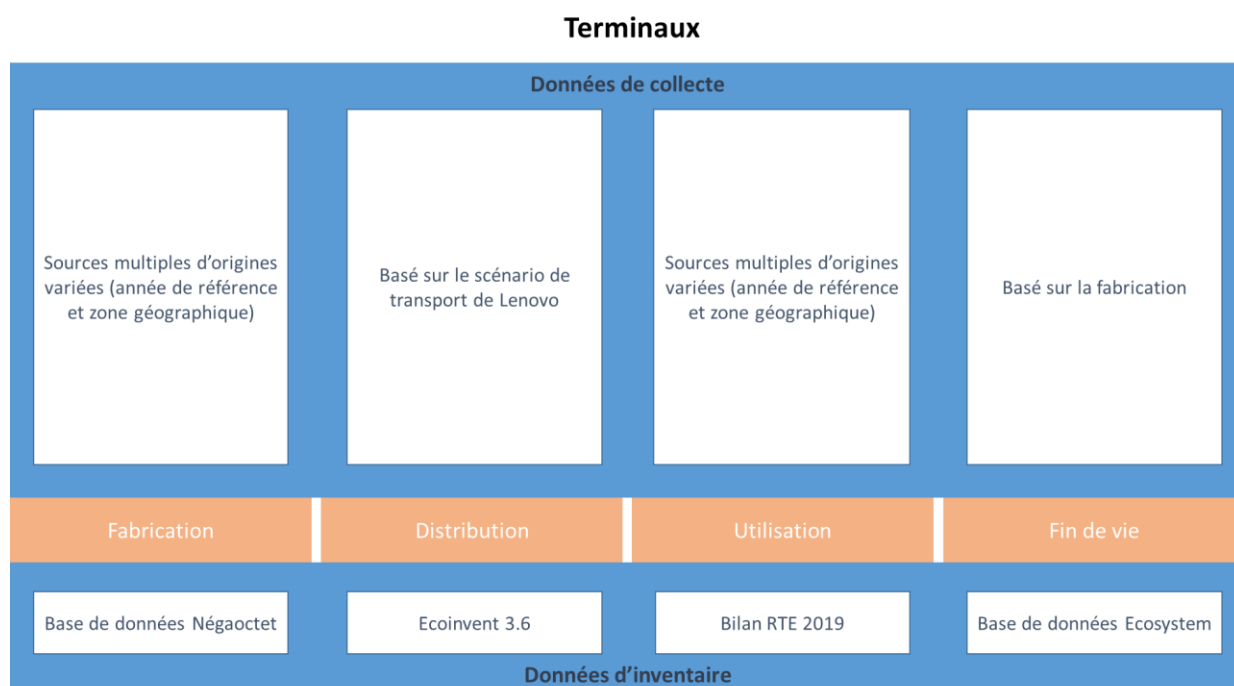 Terminaux
Données de collecte
Sources multiples d'origines
variées (année de référence
et zone géographique)
Basé sur le scénario de
transport de Lenovo
Sources multiples d'origines
variées (année de référence
et zone géographique)
Basé sur la fabrication
Fabrication
Distribution
Utilisation
Fin de vie
Base de données Négaoctet
Ecoinvent 3.6
Bilan RTE 2019
Base de données Ecosystem
Données d'inventaire